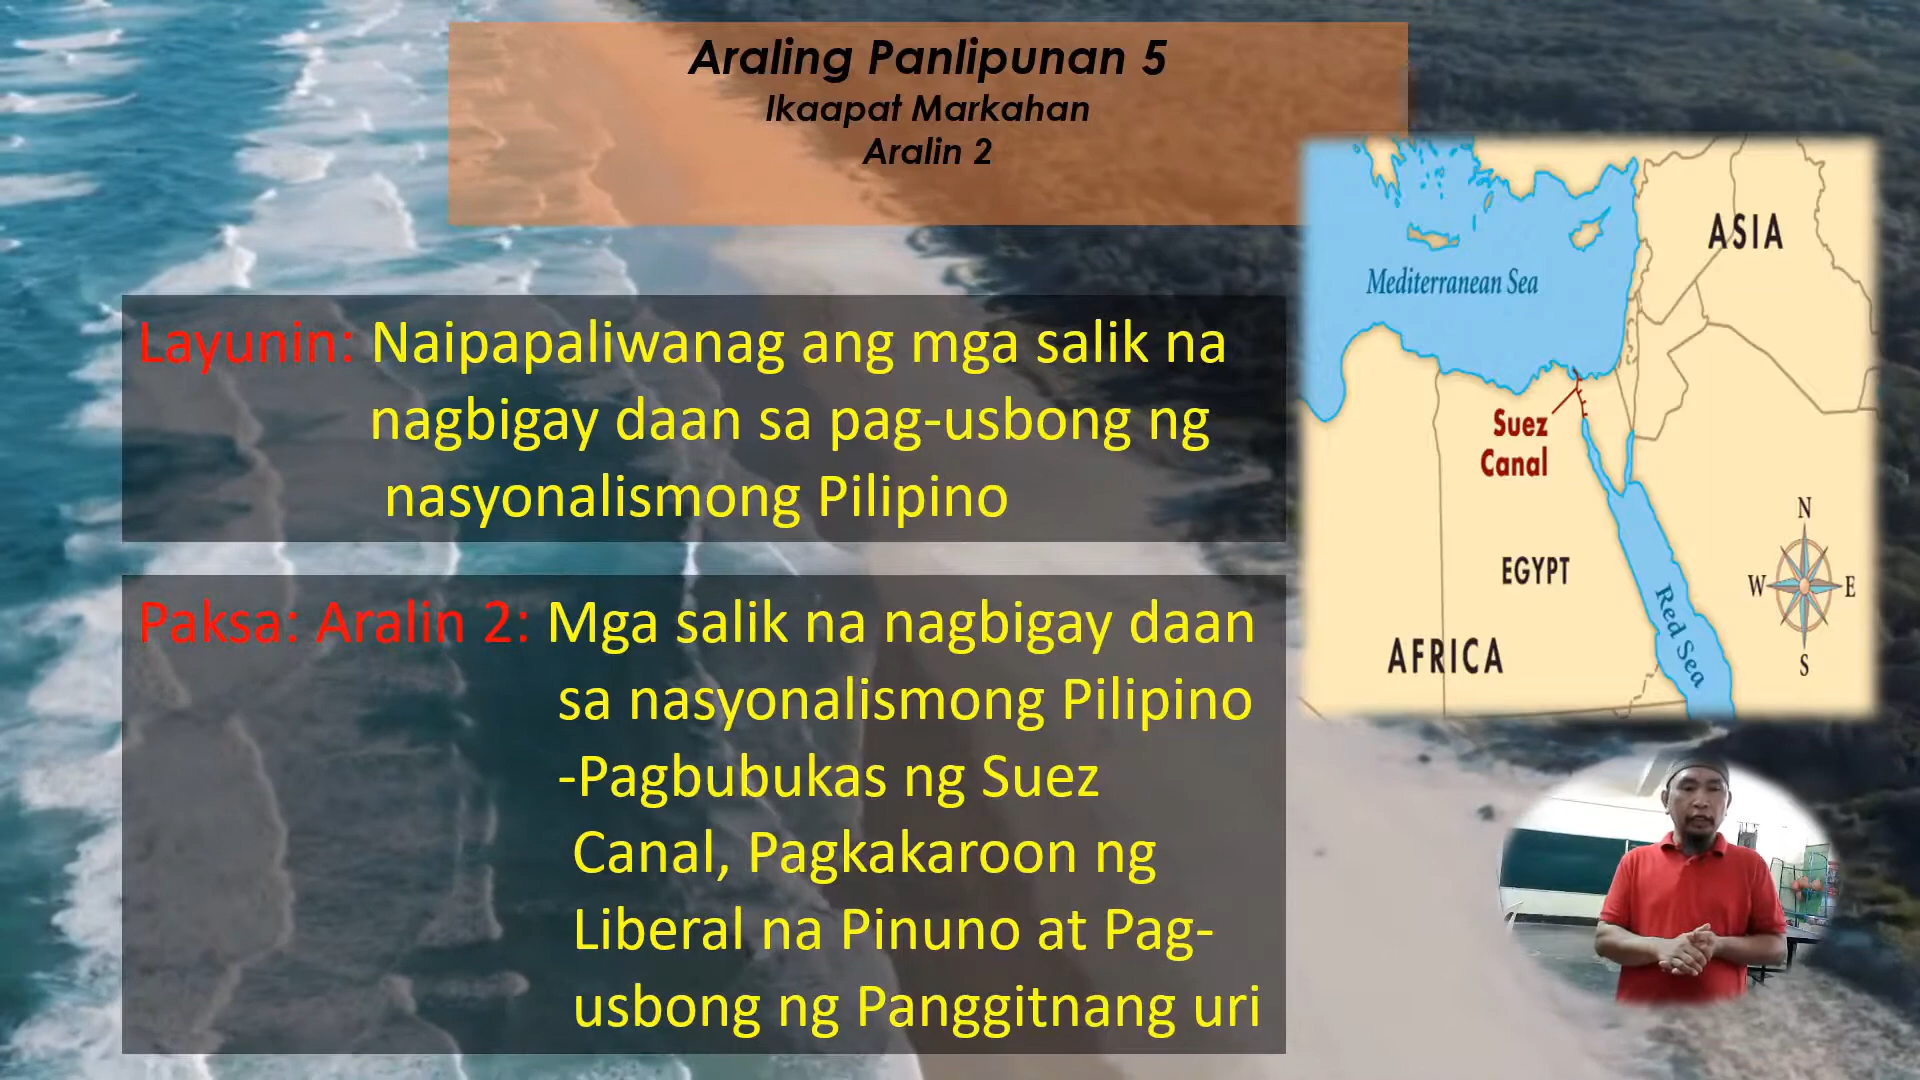 Araling Panlipunan 5
Ikaapat Markahan
Aralin 2
Layunin: Naipapaliwanag ang mga salik na
nagbigay daan sa pag-usbong ng
nasyonalismong Pilipino
Paksa: Aralin 2: Mga salik na nagbigay daan
sa nasyonalismong Pilipino
-Pagbubukas ng Suez
Canal, Pagkakaroon ng
Liberal na Pinuno at Pag-
usbong ng Panggitnang uri
ASIA
Mediterranean Sea
Suez
Canal
EGYPT
AFRICA
Red Sea
N
W
E
S